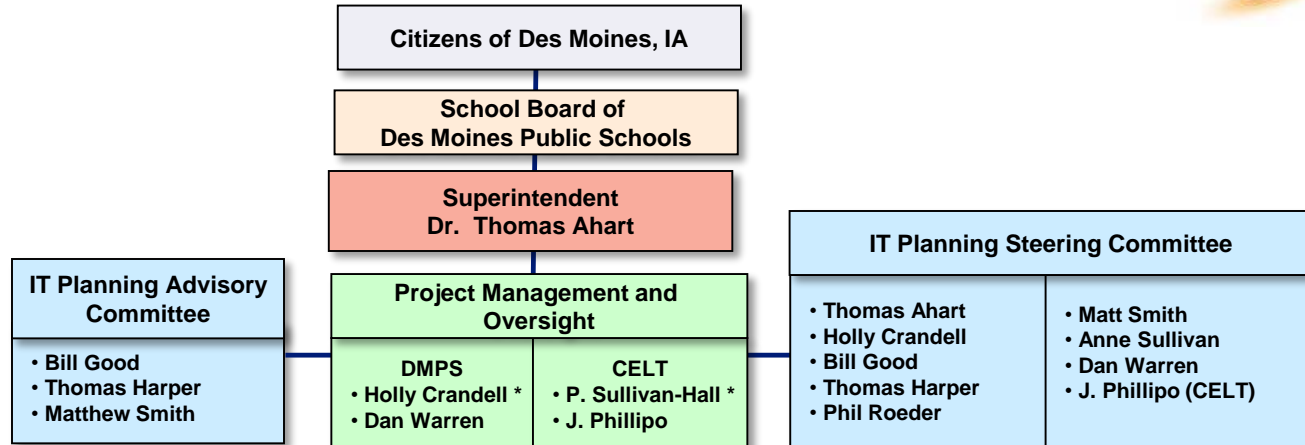 Citizens of Des Moines, IA
School Board of
Des Moines Public Schools
Superintendent
Dr. Thomas Ahart
IT Planning Advisory
Committee
• Bill Good
• Thomas Harper
• Matthew Smith
Project Management and
Oversight
DMPS
• Holly Crandell *
• Dan Warren
CELT
• P. Sullivan-Hall *
• J. Phillipo
IT Planning Steering Committee
• Thomas Ahart
• Holly Crandell
• Bill Good
• Thomas Harper
• Phil Roeder
• Matt Smith
• Anne Sullivan
• Dan Warren
• J. Phillipo (CELT)